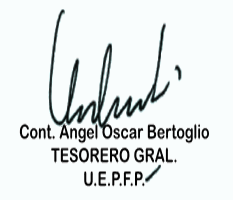 Cont. Angel Oscar Bertoglio
TESORERO GRAL.
U.E.P.F.P.